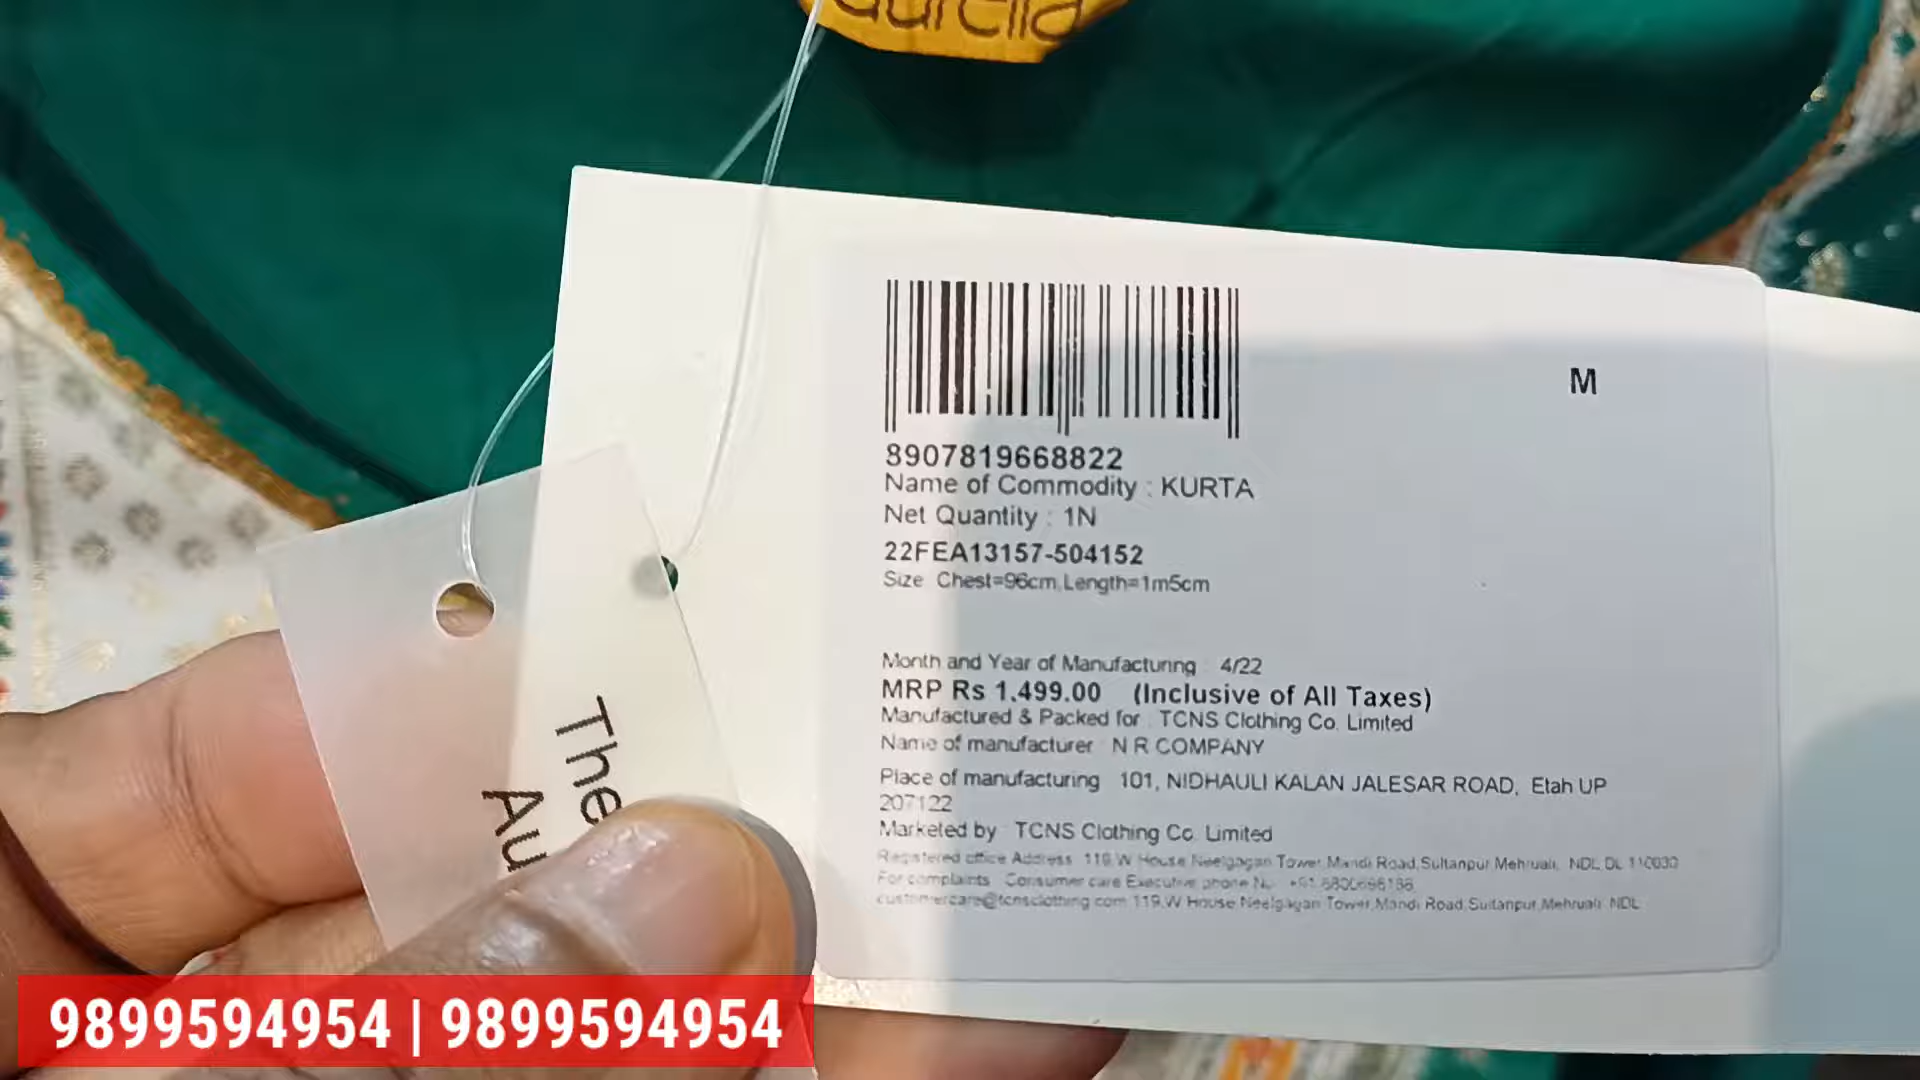 aurelia
M
8907819668822
Name of Commodity : KURTA
Net Quantity : 1N
22FEA13157-504152
Size Chest=96cm,Length=1m5cm
Month and Year of Manufacturing : 4/22
MRP Rs 1,499.00 (Inclusive of All Taxes)
Manufactured & Packed for : TCNS Clothing Co. Limited
Name of manufacturer N R COMPANY
Place of manufacturing 101, NIDHAULI KALAN JALESAR ROAD, Etah UP
207122
Marketed by TCNS Clothing Co. Limited
Registered office Address 119,W House,Neelgagan Tower,Mandi Road,Sultanpur,Mehrauli, NDL DL 110030
For complaints Consumer care Executive phone No
customercare@tcnsclothing.com 119,W House Neelgagan Tower,Mandi Road,Sultanpur,Mehrauli NDL
The
Au
9899594954 | 9899594954